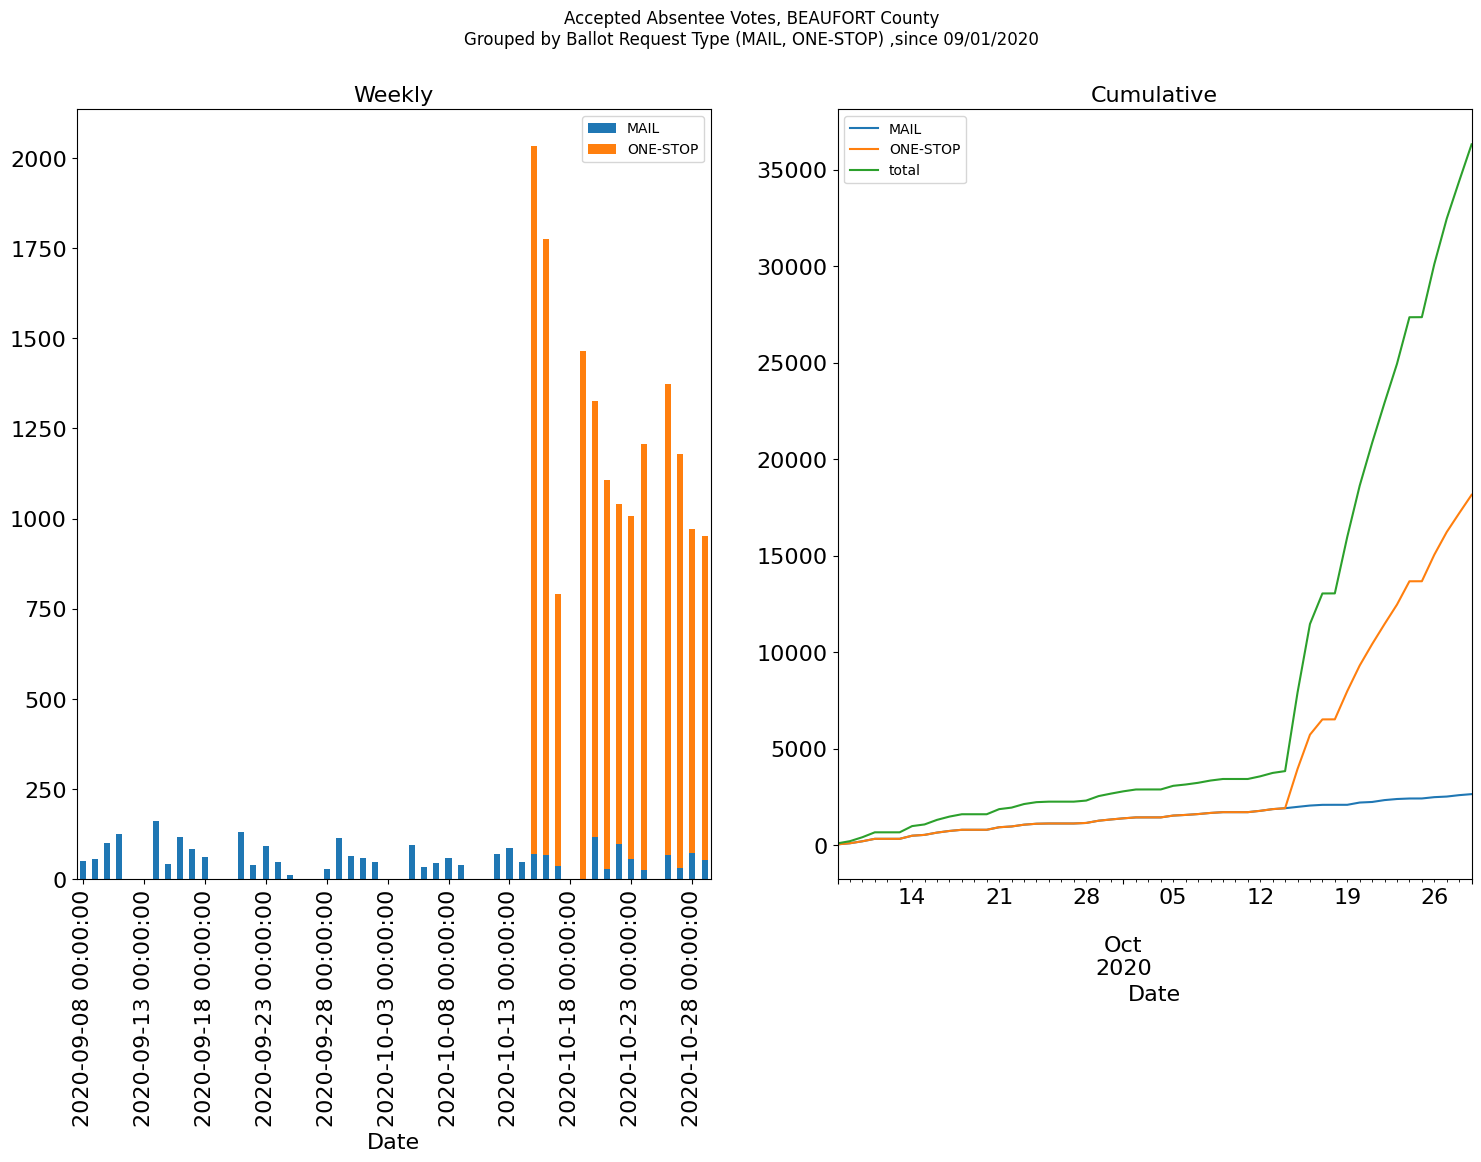 Accepted Absentee Votes, BEAUFORT County
Grouped by Ballot Request Type (MAIL, ONE-STOP) ,since 09/01/2020
Weekly
MAIL
ONE-STOP
2000
1750
1500
1250
1000
750
500
250
0
2020-09-08 00:00:00
2020-09-13 00:00:00
2020-09-18 00:00:00
2020-09-23 00:00:00
2020-09-28 00:00:00
2020-10-03 00:00:00
2020-10-08 00:00:00
2020-10-13 00:00:00
2020-10-18 00:00:00
2020-10-23 00:00:00
2020-10-28 00:00:00
Date
Cumulative
MAIL
ONE-STOP
total
35000
30000
25000
20000
15000
10000
5000
0
14 21 28 05 12 19 26
Oct
2020
Date